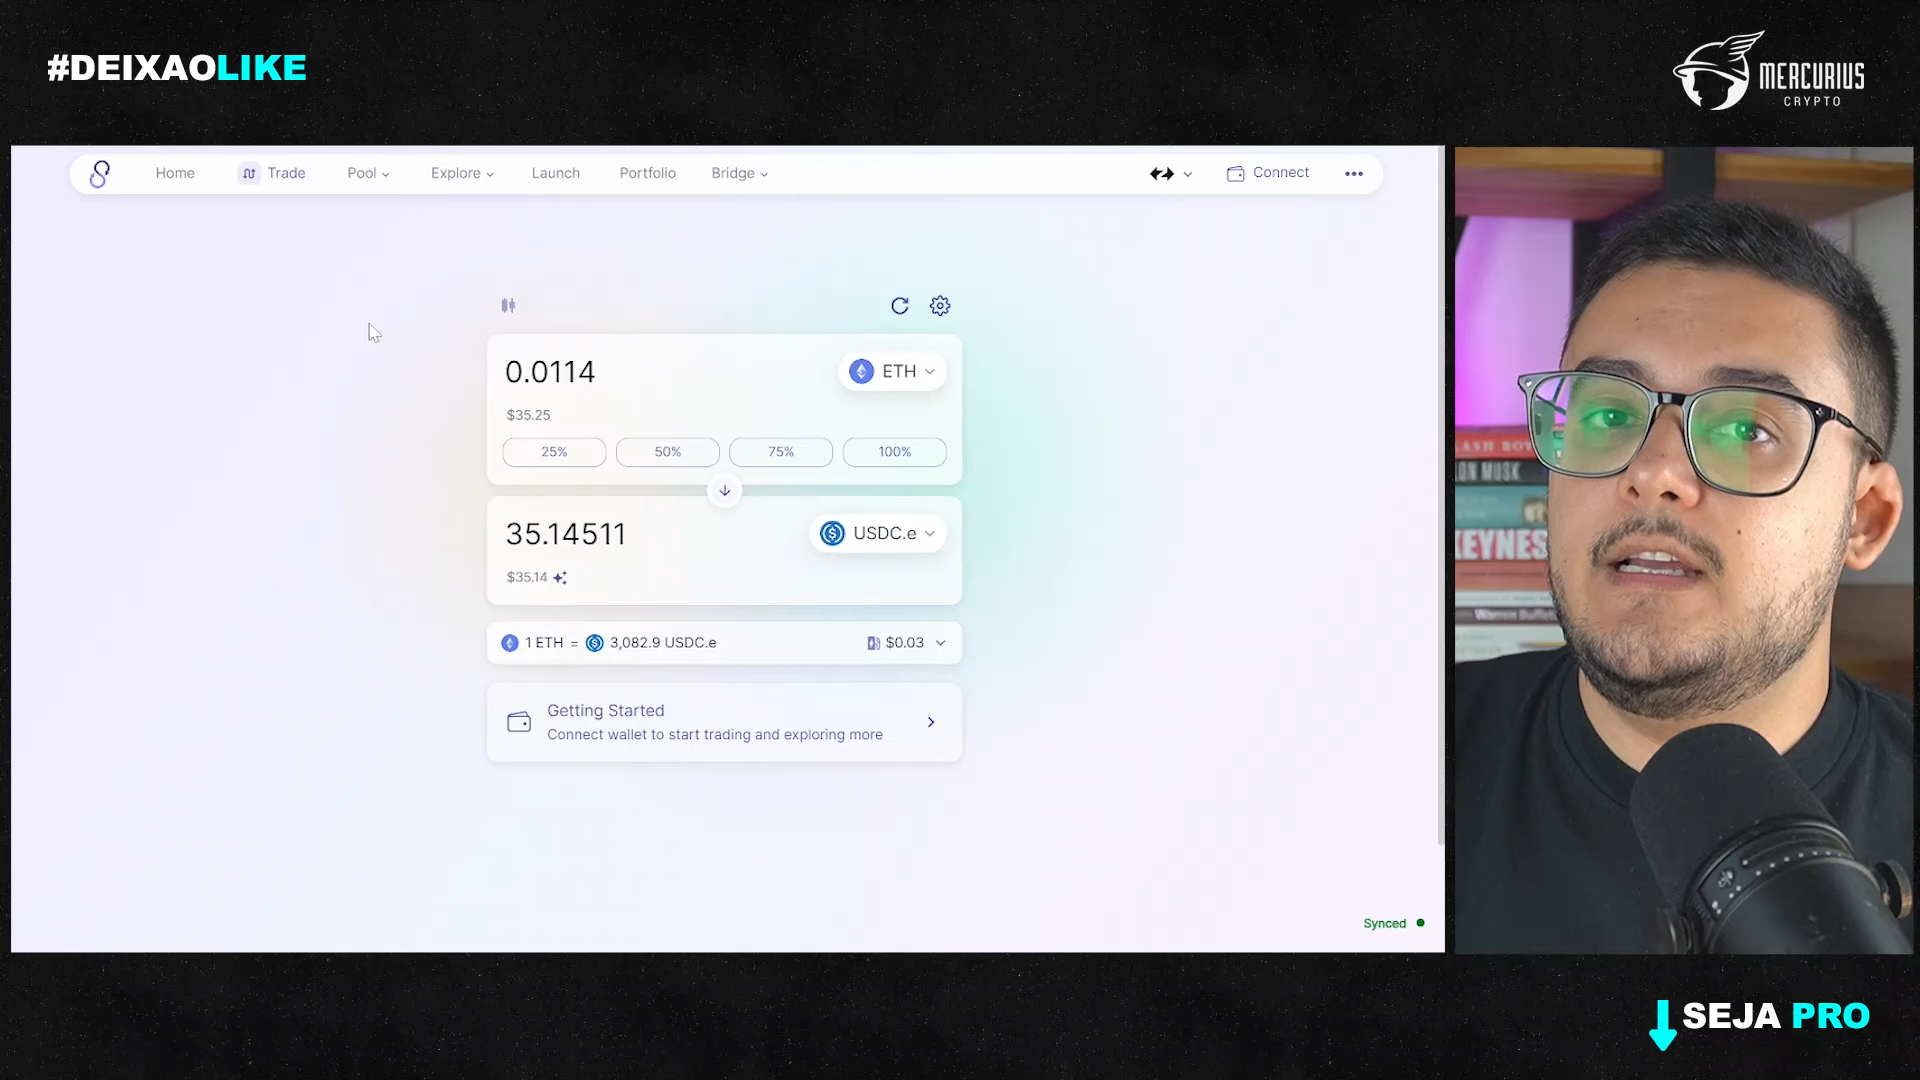 #DEIXAOLIKE
MERCURIUS
CRYPTO
Home
Trade
Pool
Explore
Launch
Portfolio
Bridge
Connect
0.0114
ETH
$35.25
25%
50%
75%
100%
35.14511
USDC.e
$35.14
1 ETH = 3,082.9 USDC.e
$0.03
Getting Started
Connect wallet to start trading and exploring more
Synced
LON MUSK
KEYNES
SEJA PRO